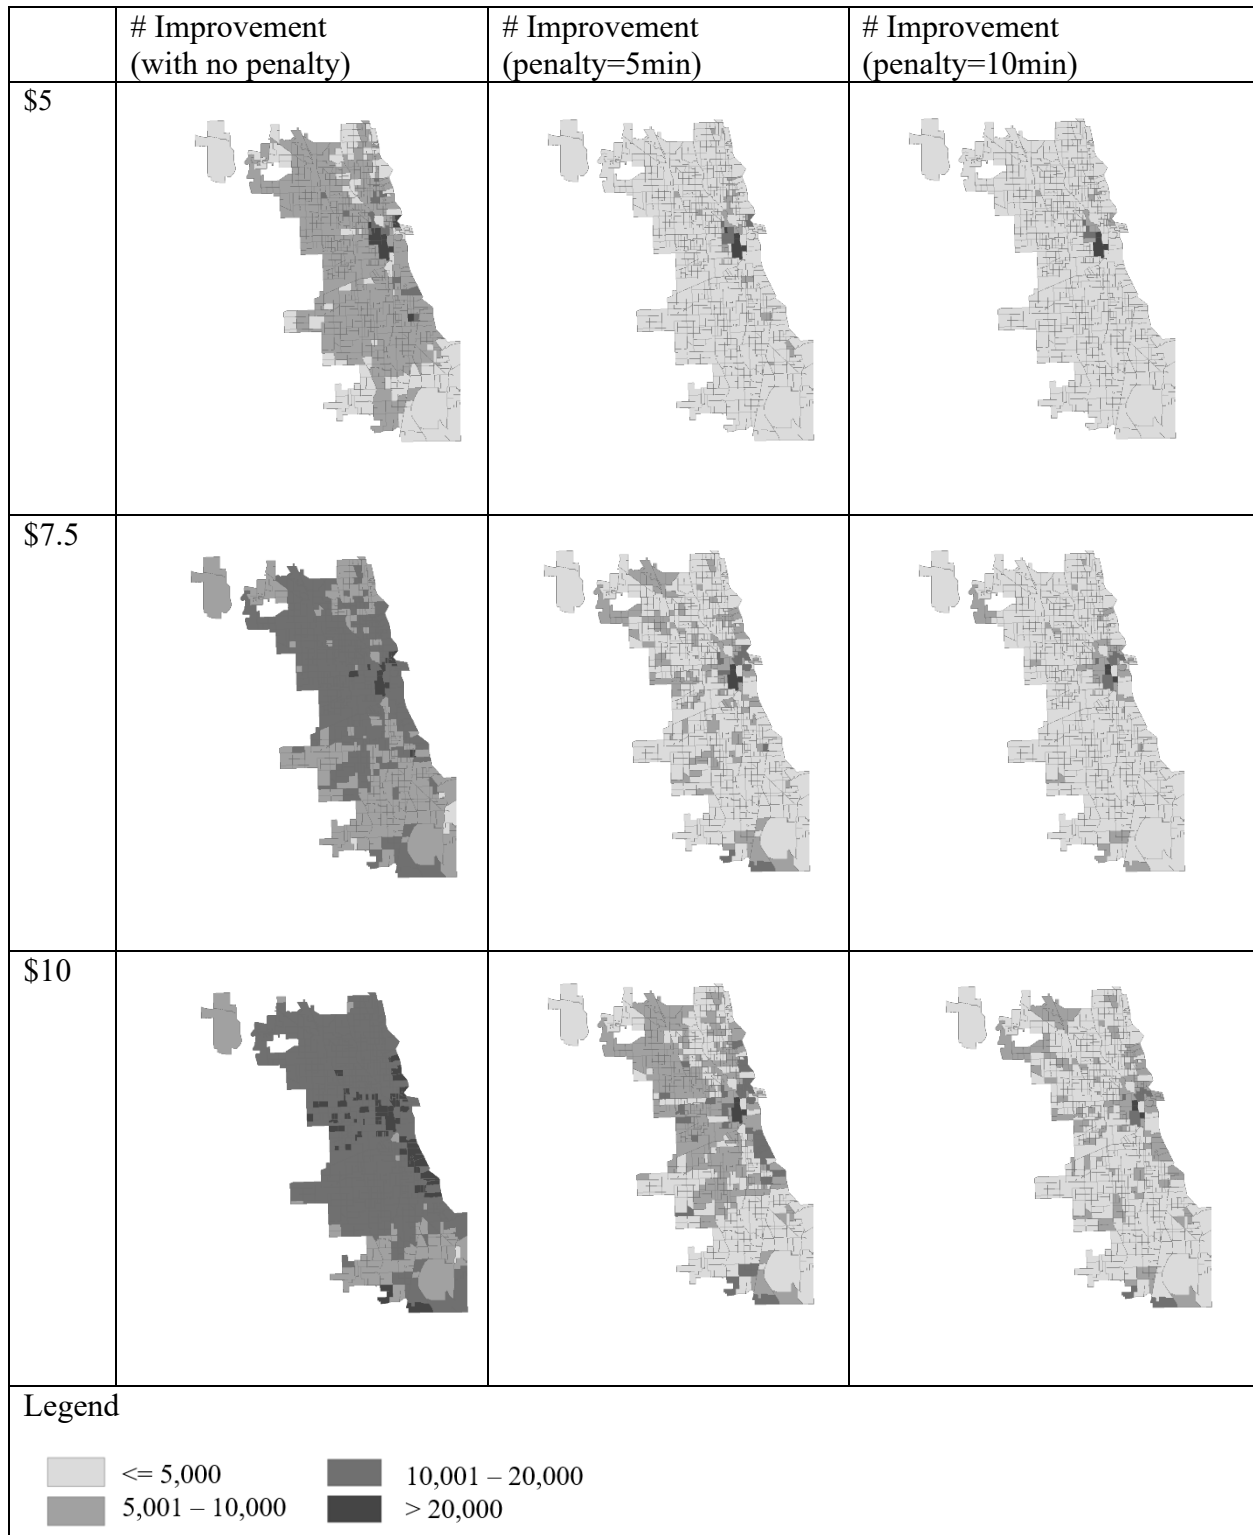 # Improvement
(with no penalty)
# Improvement
(penalty=5min)
# Improvement
(penalty=10min)
$5
$7.5
$10
Legend
<= 5,000
10,001 – 20,000
5,001 – 10,000
> 20,000